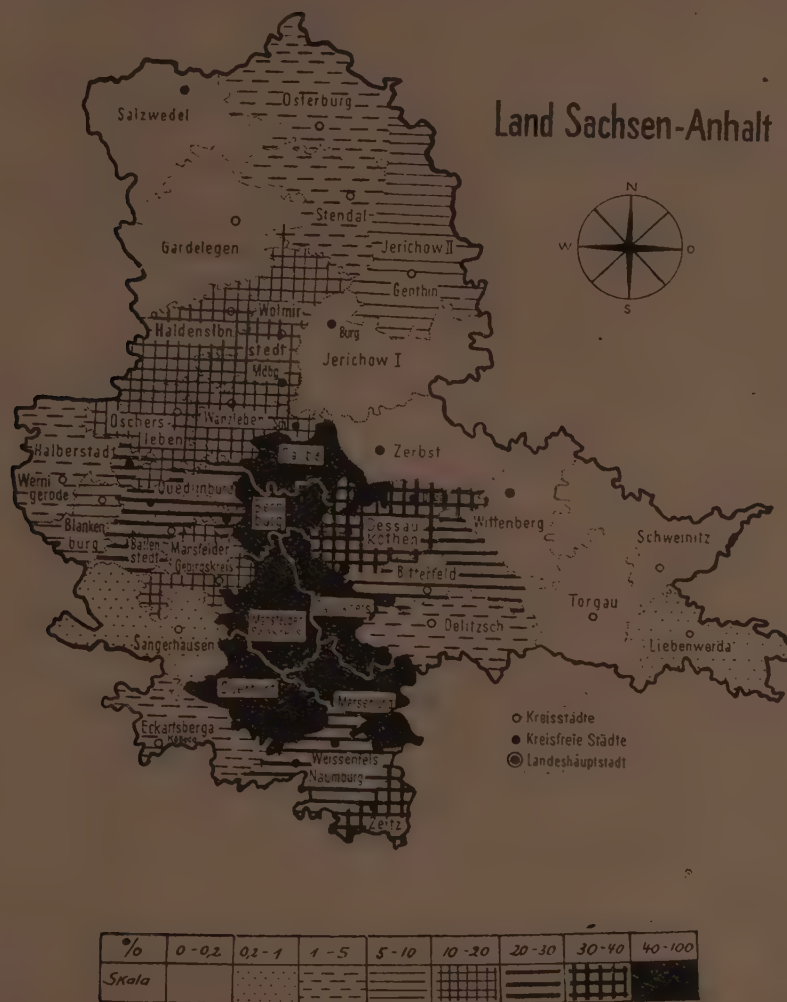 Land Sachsen-Anhalt
Salzwedel
Osterburg
Stendal
Gardelegen
Jerichow II
Genthin
Wolmir
stedt
Haldenslbn.
Burg
Jerichow I
Mdbg
Wanzleben
Oschers
leben
Halberstadt
Zerbst
Werni
gerode
Quedlinburg
Blanken
burg
Ballen
stedt
Mansfelder
Gebirgskreis
Dessau
Köthen
Wittenberg
Schweinitz
Bitterfeld
Torgau
Delitzsch
Liebenwerda
Sangerhausen
Merseburg
Eckartsberga
Weissenfels
Naumburg
Zeitz
N
W
O
S
Kreisstädte
Kreisfreie Städte
Landeshauptstadt
% 0-0,2 0,2-1 1-5 5-10 10-20 20-30 30-40 40-100
Skala